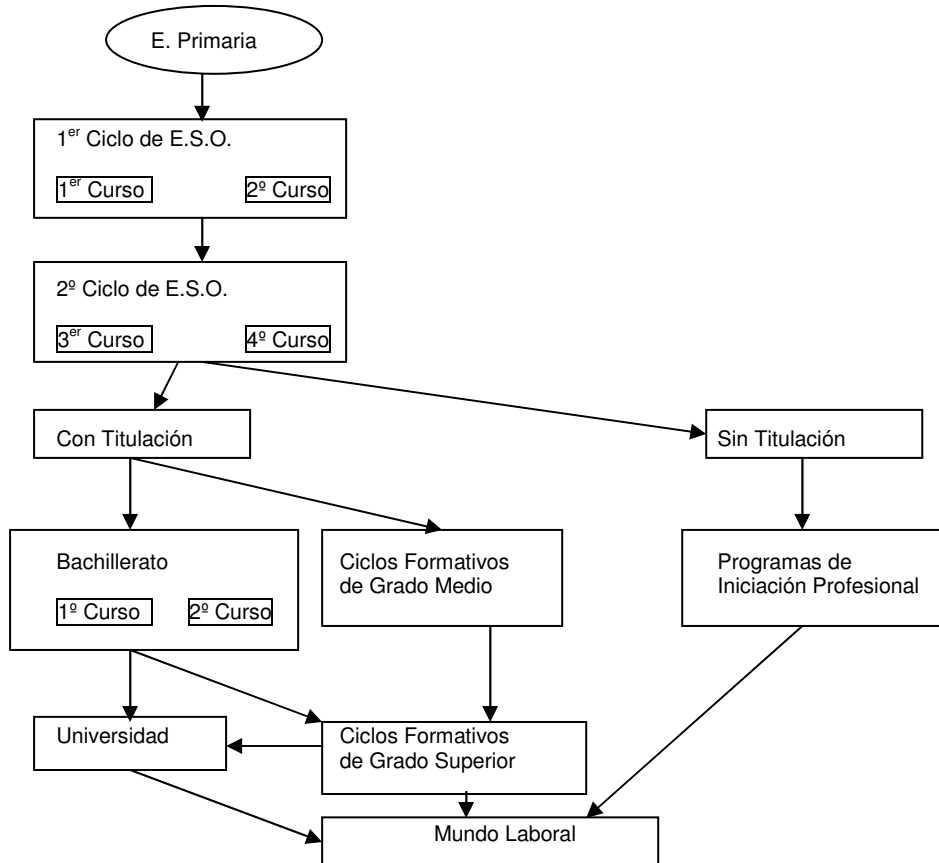 E. Primaria
1er Ciclo de E.S.O.
1er Curso 2º Curso
2º Ciclo de E.S.O.
3er Curso 4º Curso
Con Titulación Sin Titulación
Bachillerato
1º Curso 2º Curso
Ciclos Formativos
de Grado Medio
Programas de
Iniciación Profesional
Universidad
Ciclos Formativos
de Grado Superior
Mundo Laboral